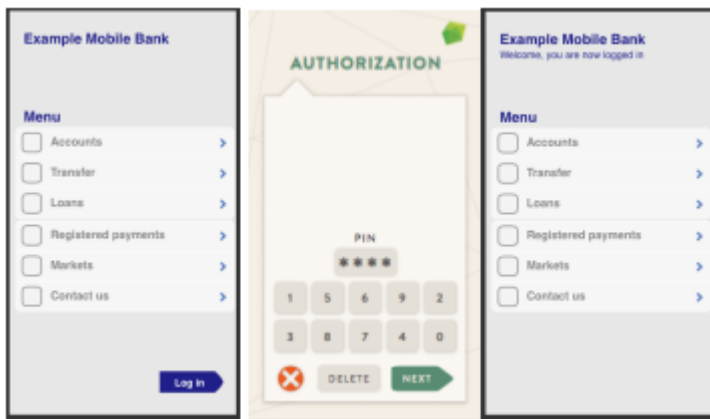 Example Mobile Bank
Menu
Accounts
Transfer
Loans
Registered payments
Markets
Contact us
Log in
AUTHORIZATION
PIN
****
1 5 6 9 2
3 8 7 4 0
DELETE NEXT
Example Mobile Bank
Welcome, you are now logged in
Menu
Accounts
Transfer
Loans
Registered payments
Markets
Contact us